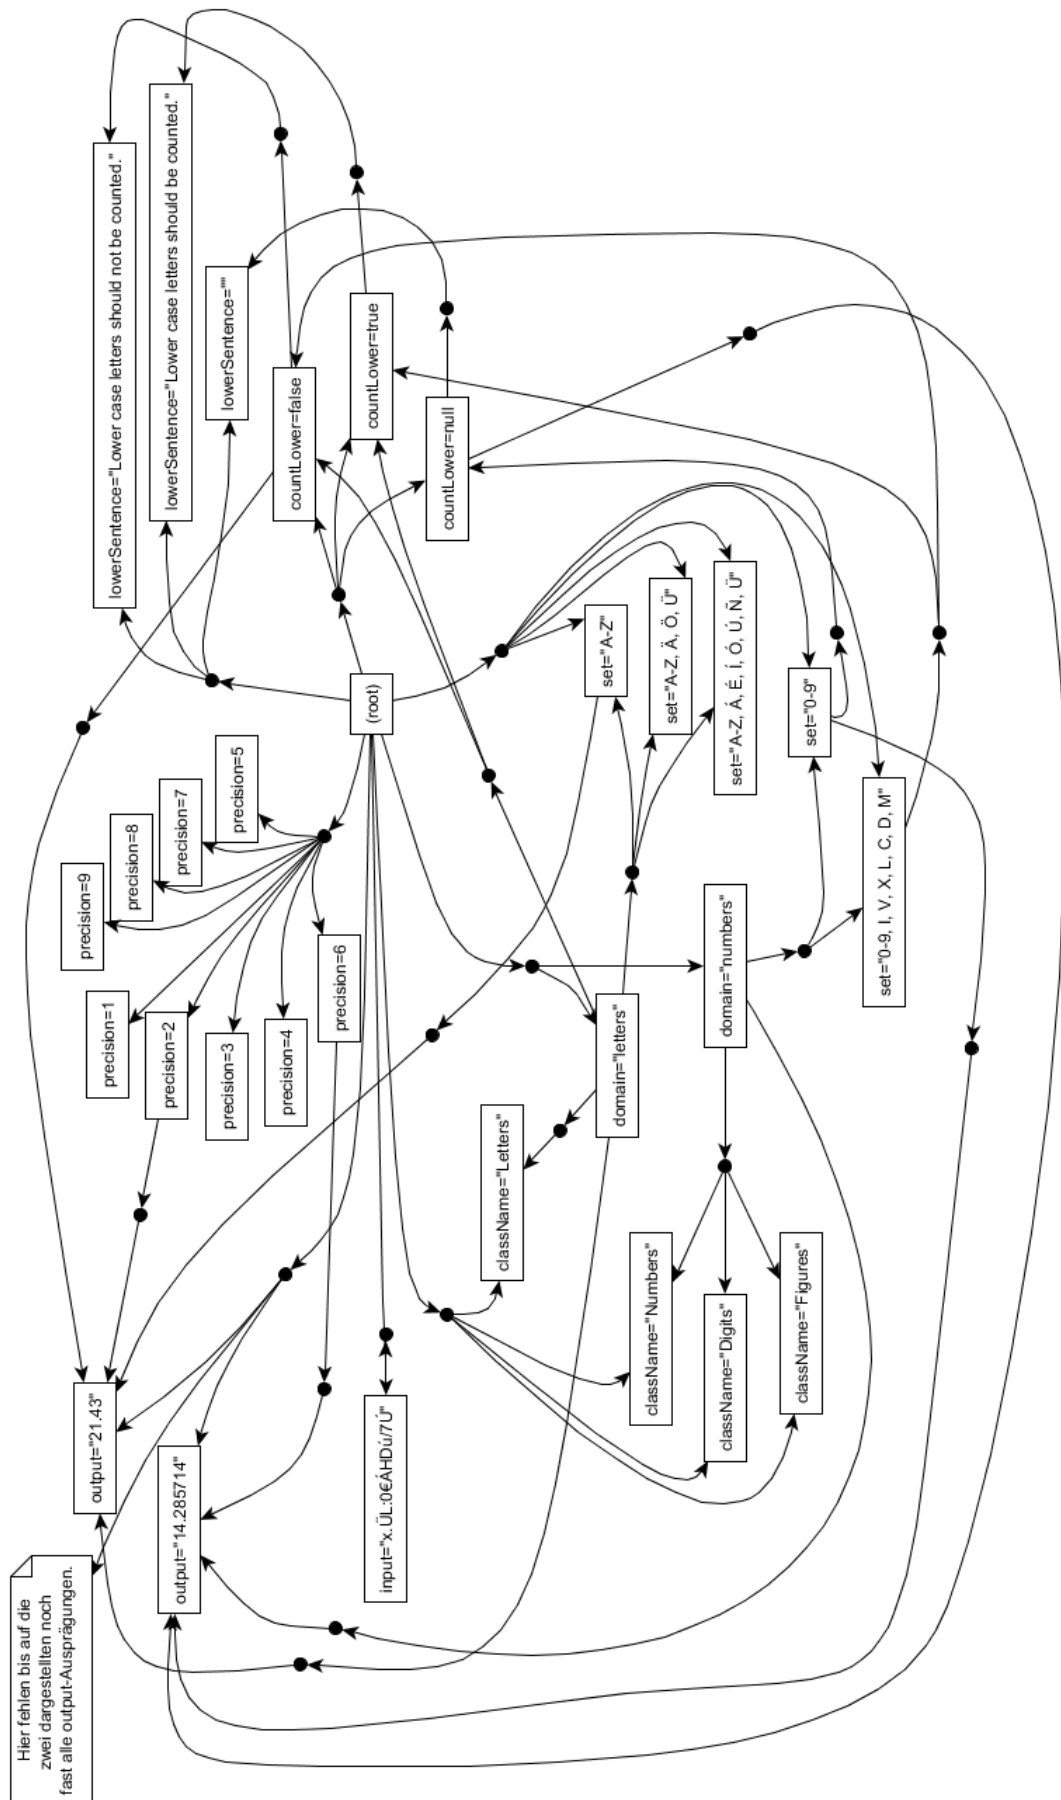 lowerSentence="Lower case letters should not be counted."
lowerSentence="Lower case letters should be counted."
lowerSentence=""
countLower=false
countLower=true
countLower=null
set="A-Z"
set="A-Z, Ä, Ö, Ü"
set="A-Z, Á, É, Í, Ó, Ú, Ñ, Ü"
set="0-9"
set="0-9, I, V, X, L, C, D, M"
(root)
precision=5
precision=7
precision=8
precision=9
precision=1
precision=2
precision=3
precision=4
precision=6
domain="letters"
domain="numbers"
className="Letters"
className="Numbers"
className="Digits"
className="Figures"
output="21.43"
output="14.285714"
input="x.ÜL:0€ÁHDú/7Ú"
Hier fehlen bis auf die
zwei dargestellten noch
fast alle output-Ausprägungen.